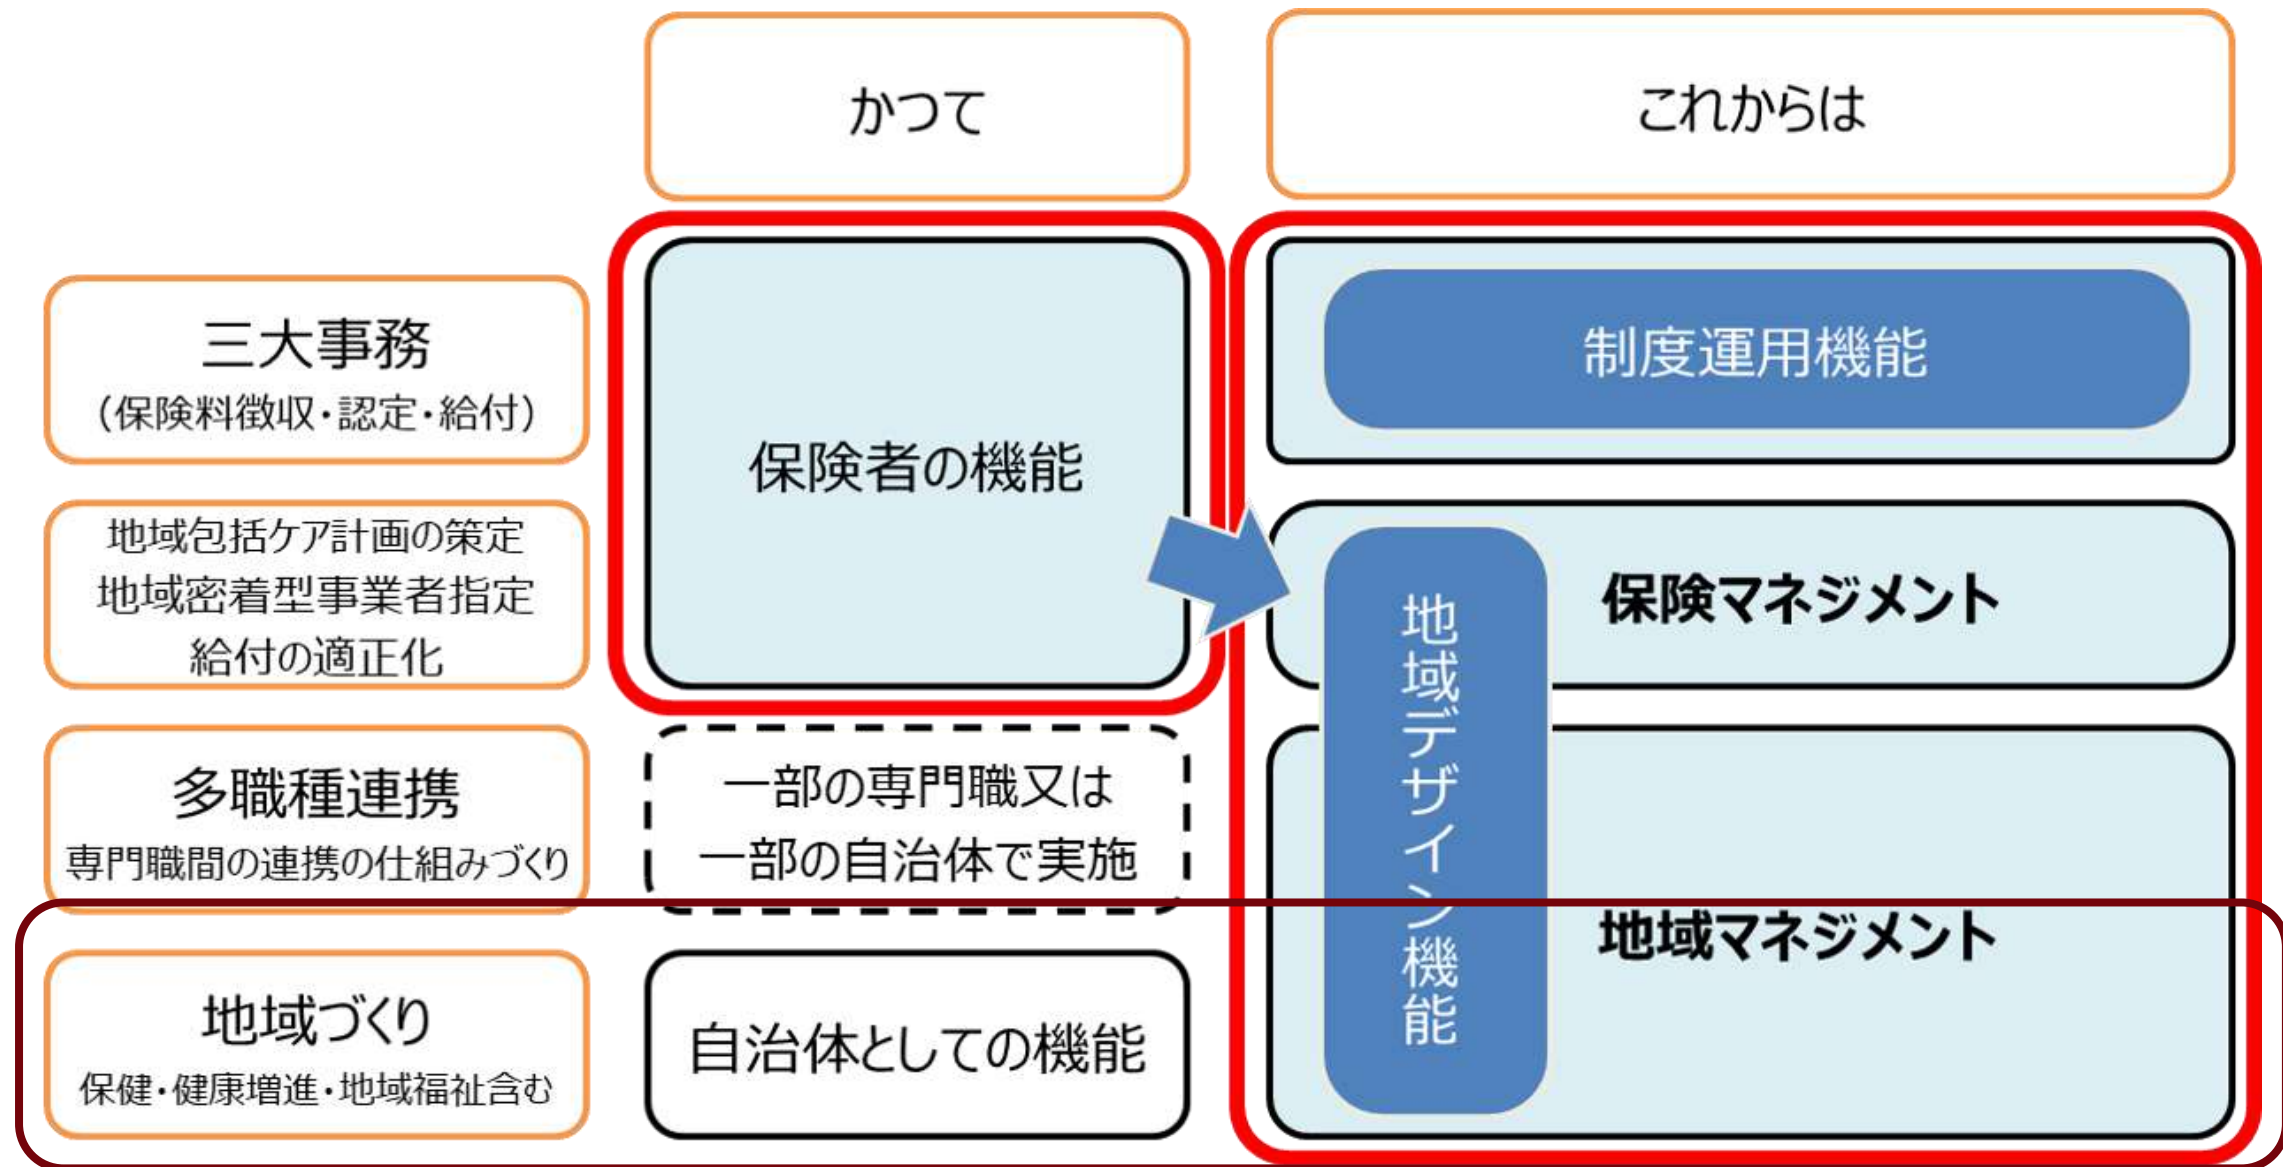 かつて
これからは
三大事務
(保険料徴収・認定・給付)
保険者の機能
制度運用機能
地域包括ケア計画の策定
地域密着型事業者指定
給付の適正化
保険マネジメント
地域デザイン機能
多職種連携
専門職間の連携の仕組みづくり
一部の専門職又は
一部の自治体で実施
地域マネジメント
地域づくり
保健・健康増進・地域福祉含む
自治体としての機能